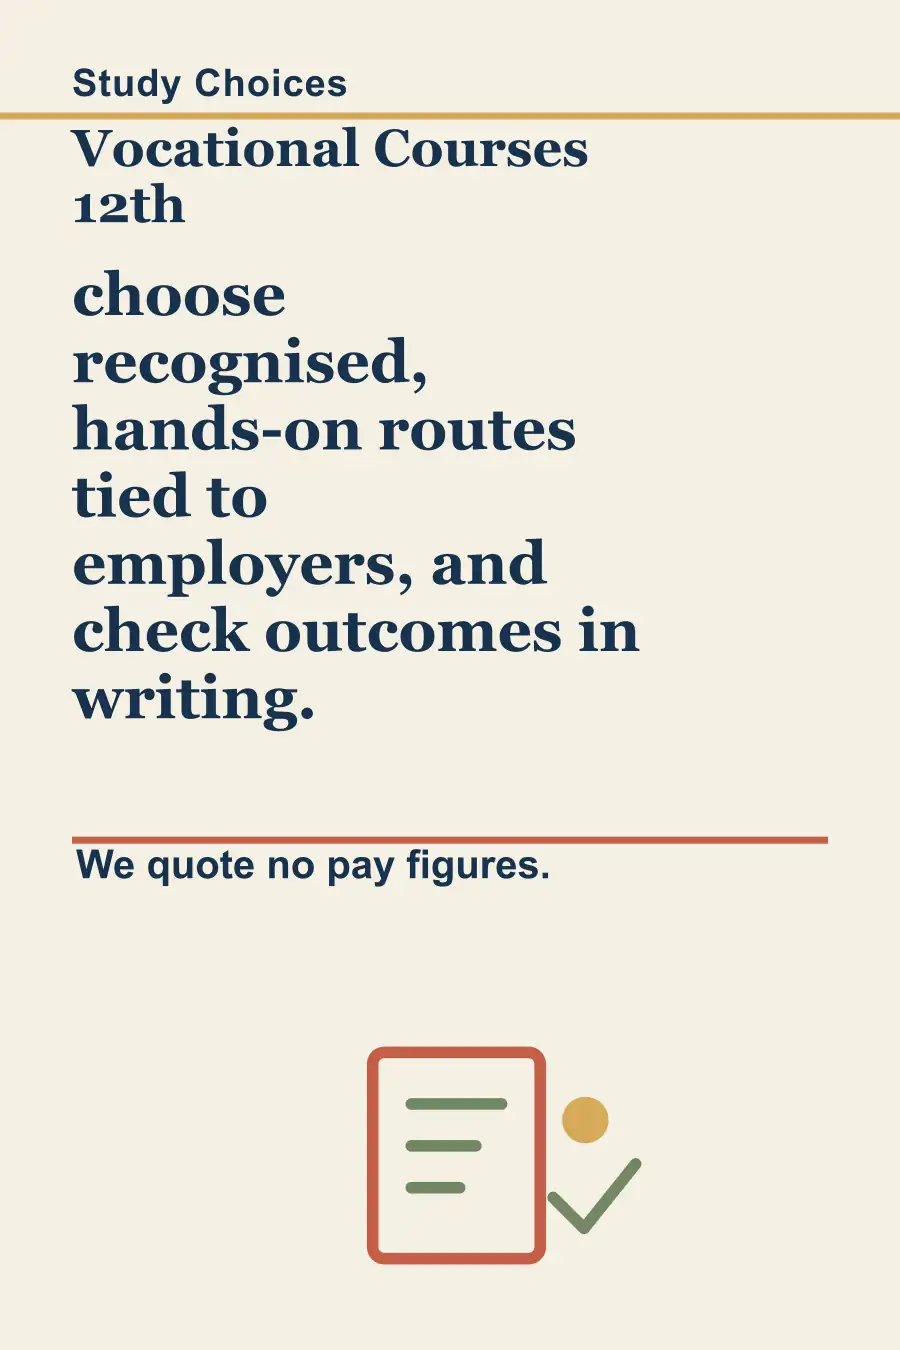 Study Choices
Vocational Courses
12th
choose
recognised,
hands-on routes
tied to
employers, and
check outcomes in
writing.
We quote no pay figures.